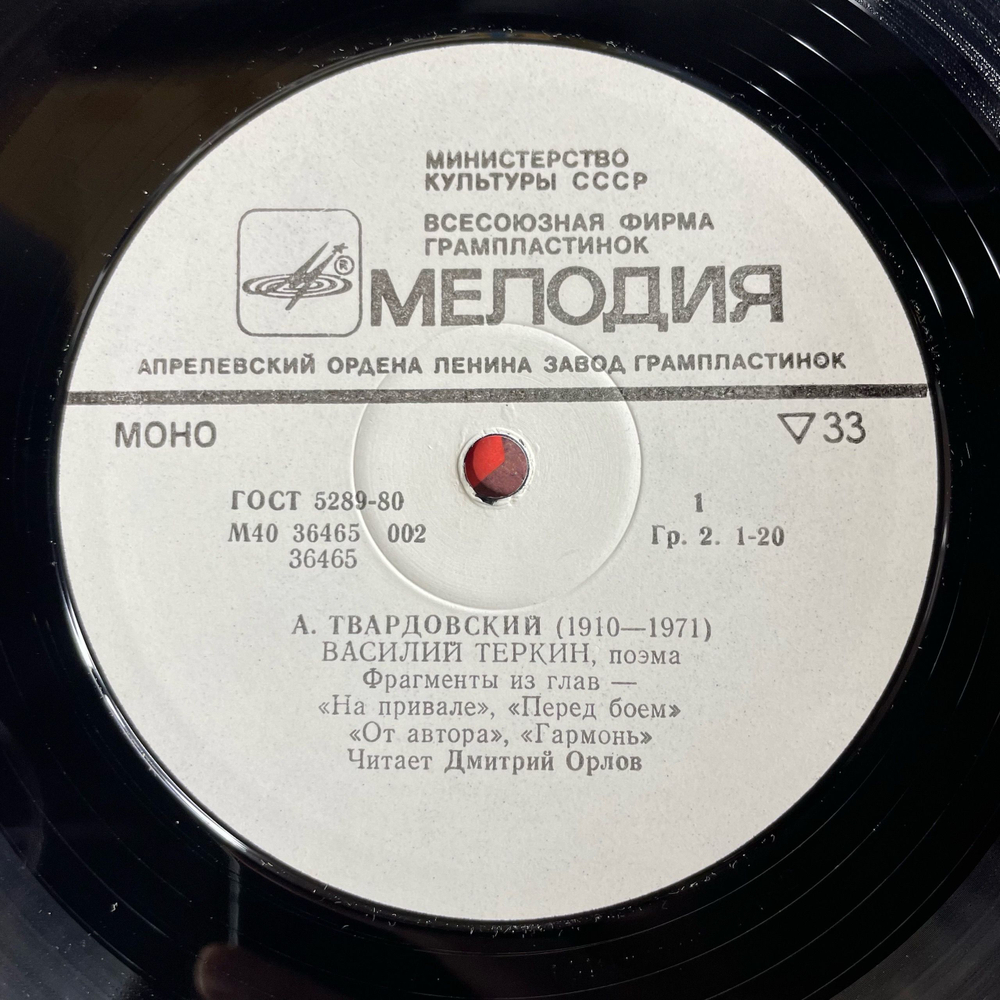 МИНИСТЕРСТВО
КУЛЬТУРЫ СССР
ВСЕСОЮЗНАЯ ФИРМА
ГРАМПЛАСТИНОК
®
МЕЛОДИЯ
АПРЕЛЕВСКИЙ ОРДЕНА ЛЕНИНА ЗАВОД ГРАМПЛАСТИНОК
МОНО
▽33
ГОСТ 5289-80
1
М40 36465 002
Гр. 2. 1-20
36465
А. ТВАРДОВСКИЙ (1910—1971)
ВАСИЛИЙ ТЕРКИН, поэма
Фрагменты из глав —
«На привале», «Перед боем»
«От автора», «Гармонь»
Читает Дмитрий Орлов